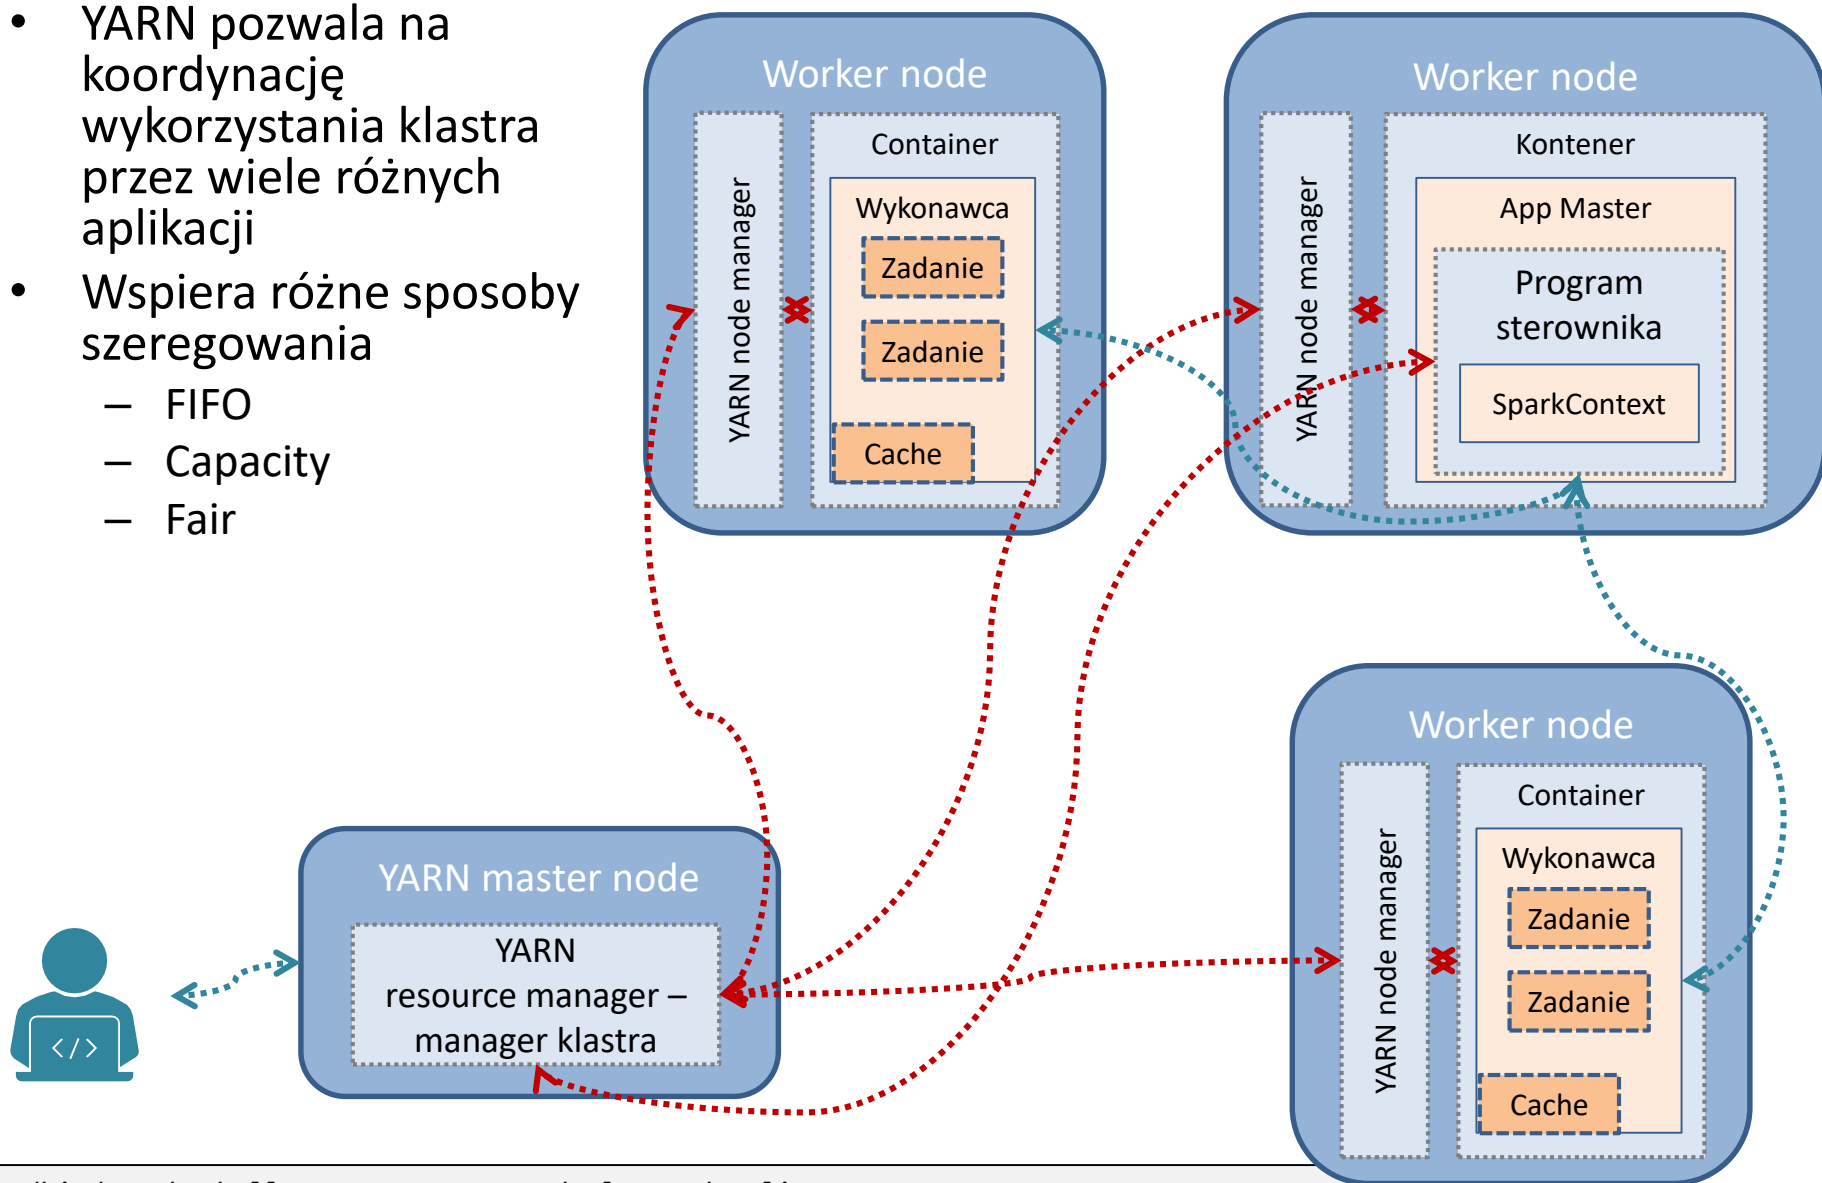 • YARN pozwala na
koordynację
wykorzystania klastra
przez wiele różnych
aplikacji
• Wspiera różne sposoby
szeregowania
– FIFO
– Capacity
– Fair
Worker node
YARN node manager
Container
Wykonawca
Zadanie
Zadanie
Cache
Worker node
YARN node manager
Kontener
App Master
Program
sterownika
SparkContext
YARN master node
YARN
resource manager –
manager klastra
</>
Worker node
YARN node manager
Container
Wykonawca
Zadanie
Zadanie
Cache